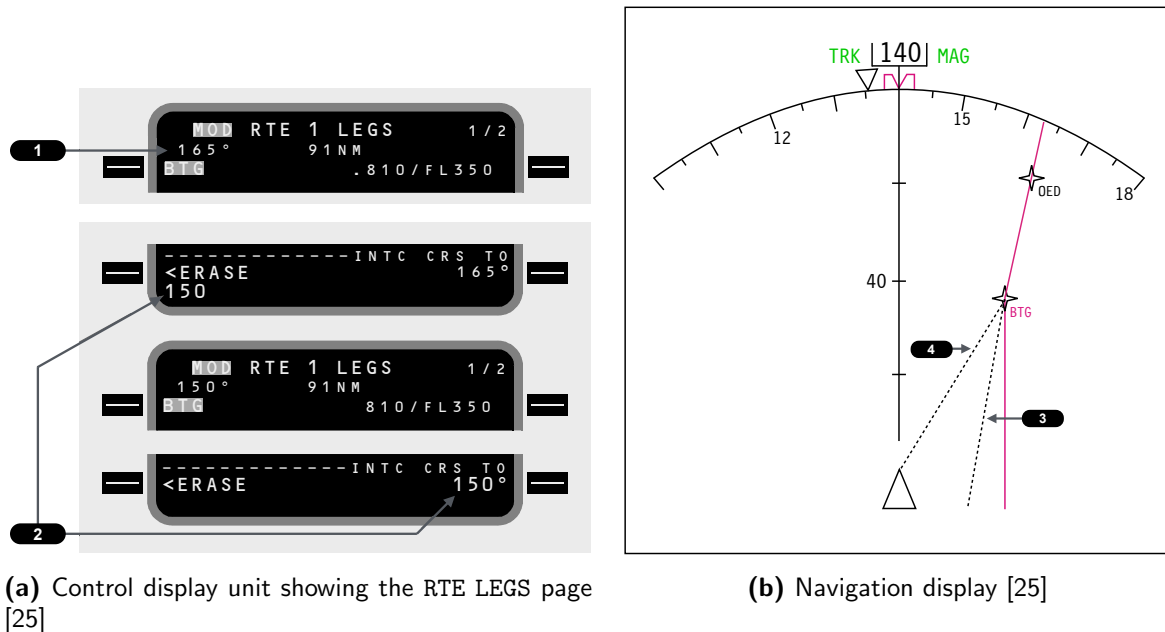 1
MOD RTE 1 LEGS 1/2
165° 91NM
BTG .810/FL350
-------------INTC CRS TO
<ERASE 165°
150
MOD RTE 1 LEGS 1/2
150° 91NM
BTG 810/FL350
-------------INTC CRS TO
<ERASE 150°
2
(a) Control display unit showing the RTE LEGS page
[25]
TRK 140 MAG
12
15
18
OED
40
BTG
4
3
(b) Navigation display [25]